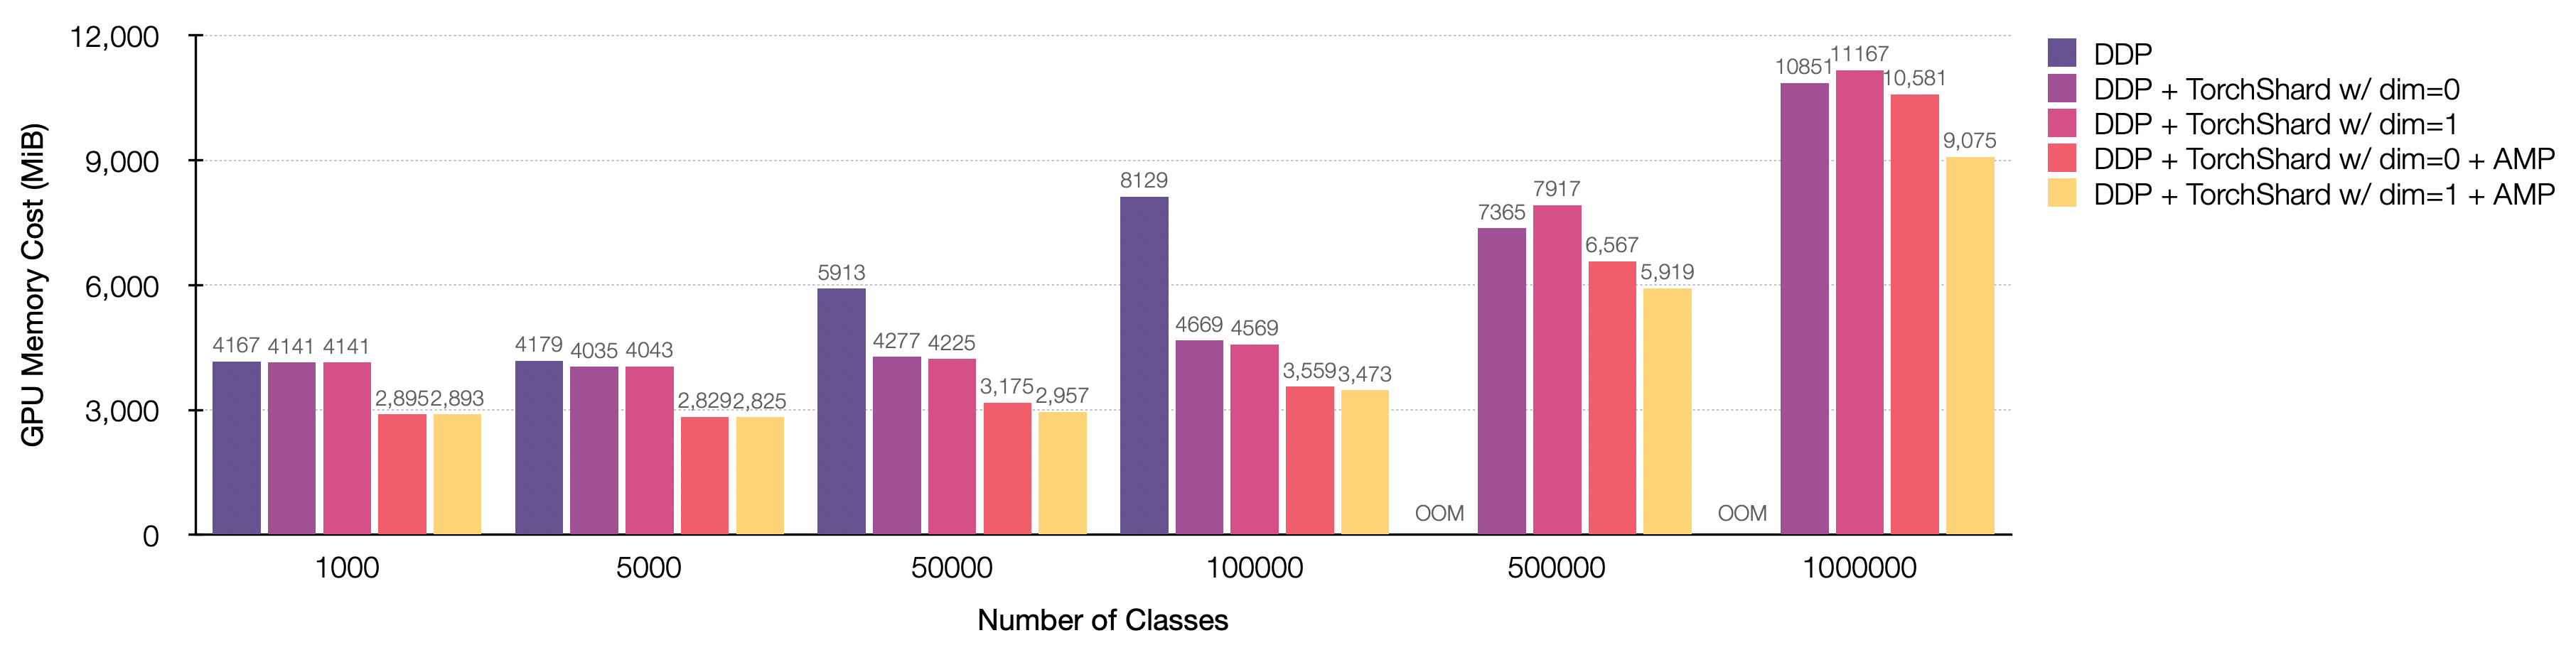 GPU Memory Cost (MiB)
12,000
9,000
6,000
3,000
0
4167 4141 4141 2,895 2,893
4179 4035 4043 2,829 2,825
5913 4277 4225 3,175 2,957
8129 4669 4569 3,559 3,473
OOM 7365 7917 6,567 5,919
OOM 10851 11167 10,581 9,075
1000 5000 50000 100000 500000 1000000
Number of Classes
DDP
DDP + TorchShard w/ dim=0
DDP + TorchShard w/ dim=1
DDP + TorchShard w/ dim=0 + AMP
DDP + TorchShard w/ dim=1 + AMP